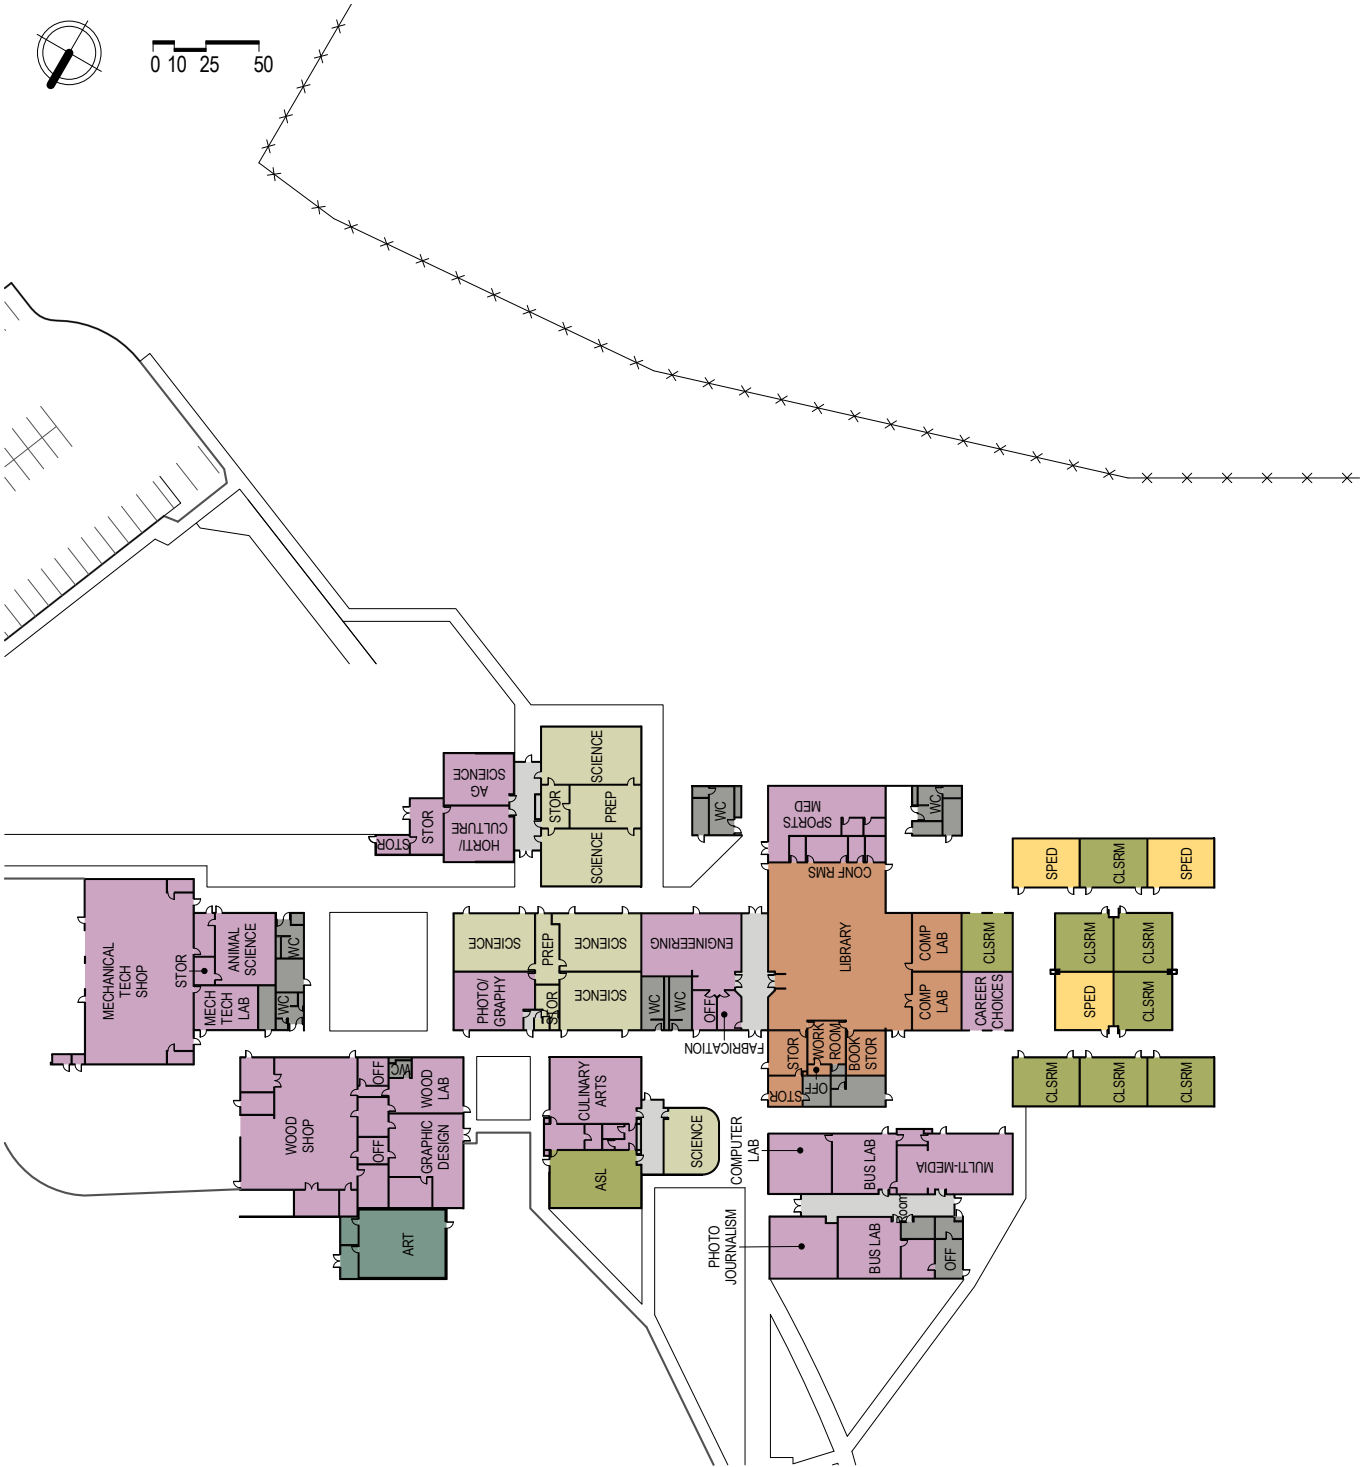 0 10 25 50
SCIENCE
AG
SCIENCE
STOR
PREP
STOR
STOR
HORTI/
CULTURE
SCIENCE
WC
SPORTS
MED
WC
CONF RMS
SPED
CLSRM
SPED
MECHANICAL
TECH
SHOP
STOR
ANIMAL
SCIENCE
WC
MECH
TECH
LAB
WC
SCIENCE
PREP
SCIENCE
ENGINEERING
PHOTO/
GRAPHY
STOR
SCIENCE
WC
WC
OFF
FABRICATION
LIBRARY
COMP
LAB
CLSRM
COMP
LAB
CAREER
CHOICES
CLSRM
CLSRM
SPED
CLSRM
STOR
WORK
ROOM
BOOK
STOR
STOR
OFF
WOOD
SHOP
OFF
WC
WOOD
LAB
OFF
GRAPHIC
DESIGN
ART
CULINARY
ARTS
SCIENCE
ASL
CLSRM
CLSRM
CLSRM
COMPUTER
LAB
BUS LAB
MULTI-MEDIA
Room
PHOTO
JOURNALISM
BUS LAB
OFF